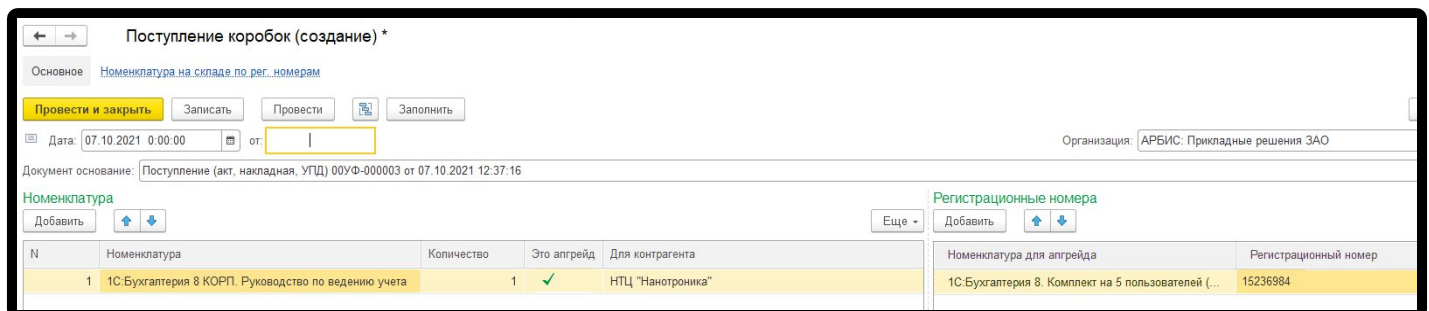 Поступление коробок (создание) *
Основное Номенклатура на складе по рег. номерам
Провести и закрыть Записать Провести Заполнить
Дата: 07.10.2021 0:00:00 от: Организация: АРБИС: Прикладные решения ЗАО
Документ основание: Поступление (акт, накладная, УПД) 00УФ-000003 от 07.10.2021 12:37:16
Номенклатура Регистрационные номера
Добавить Еще Добавить
N Номенклатура Количество Это апгрейд Для контрагента Номенклатура для апгрейда Регистрационный номер
1 1С:Бухгалтерия 8 КОРП. Руководство по ведению учета 1 НТЦ "Нанотроника" 1С:Бухгалтерия 8. Комплект на 5 пользователей (... 15236984